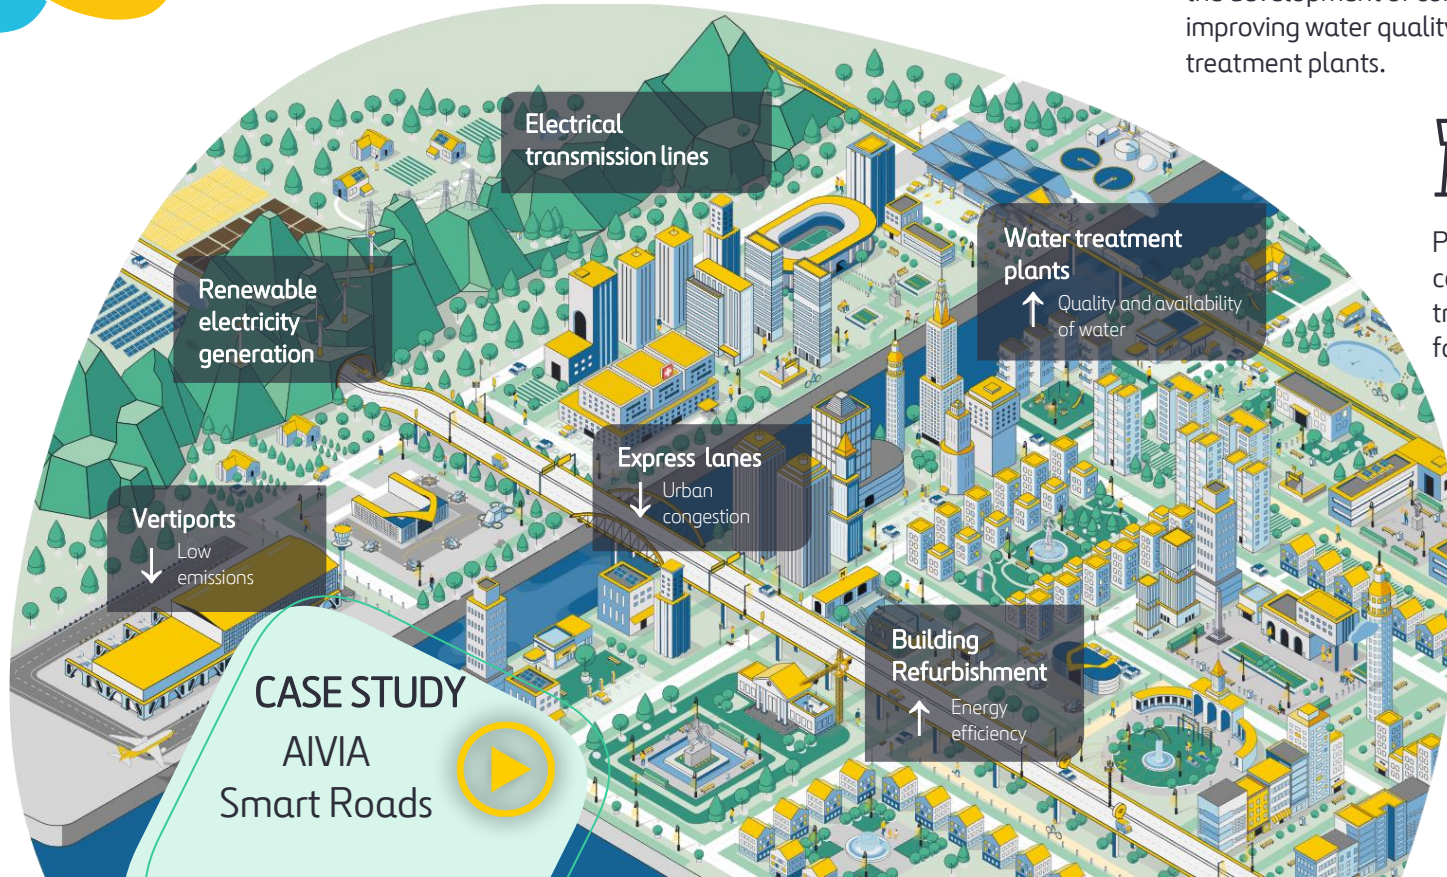 improving water quality
treatment plants.
Electrical
transmission lines
Water treatment
plants
↑ Quality and availability
of water
Renewable
electricity
generation
Express lanes
↓ Urban
congestion
Vertiports
↓ Low
emissions
Building
Refurbishment
↑ Energy
efficiency
CASE STUDY
AIVIA
Smart Roads